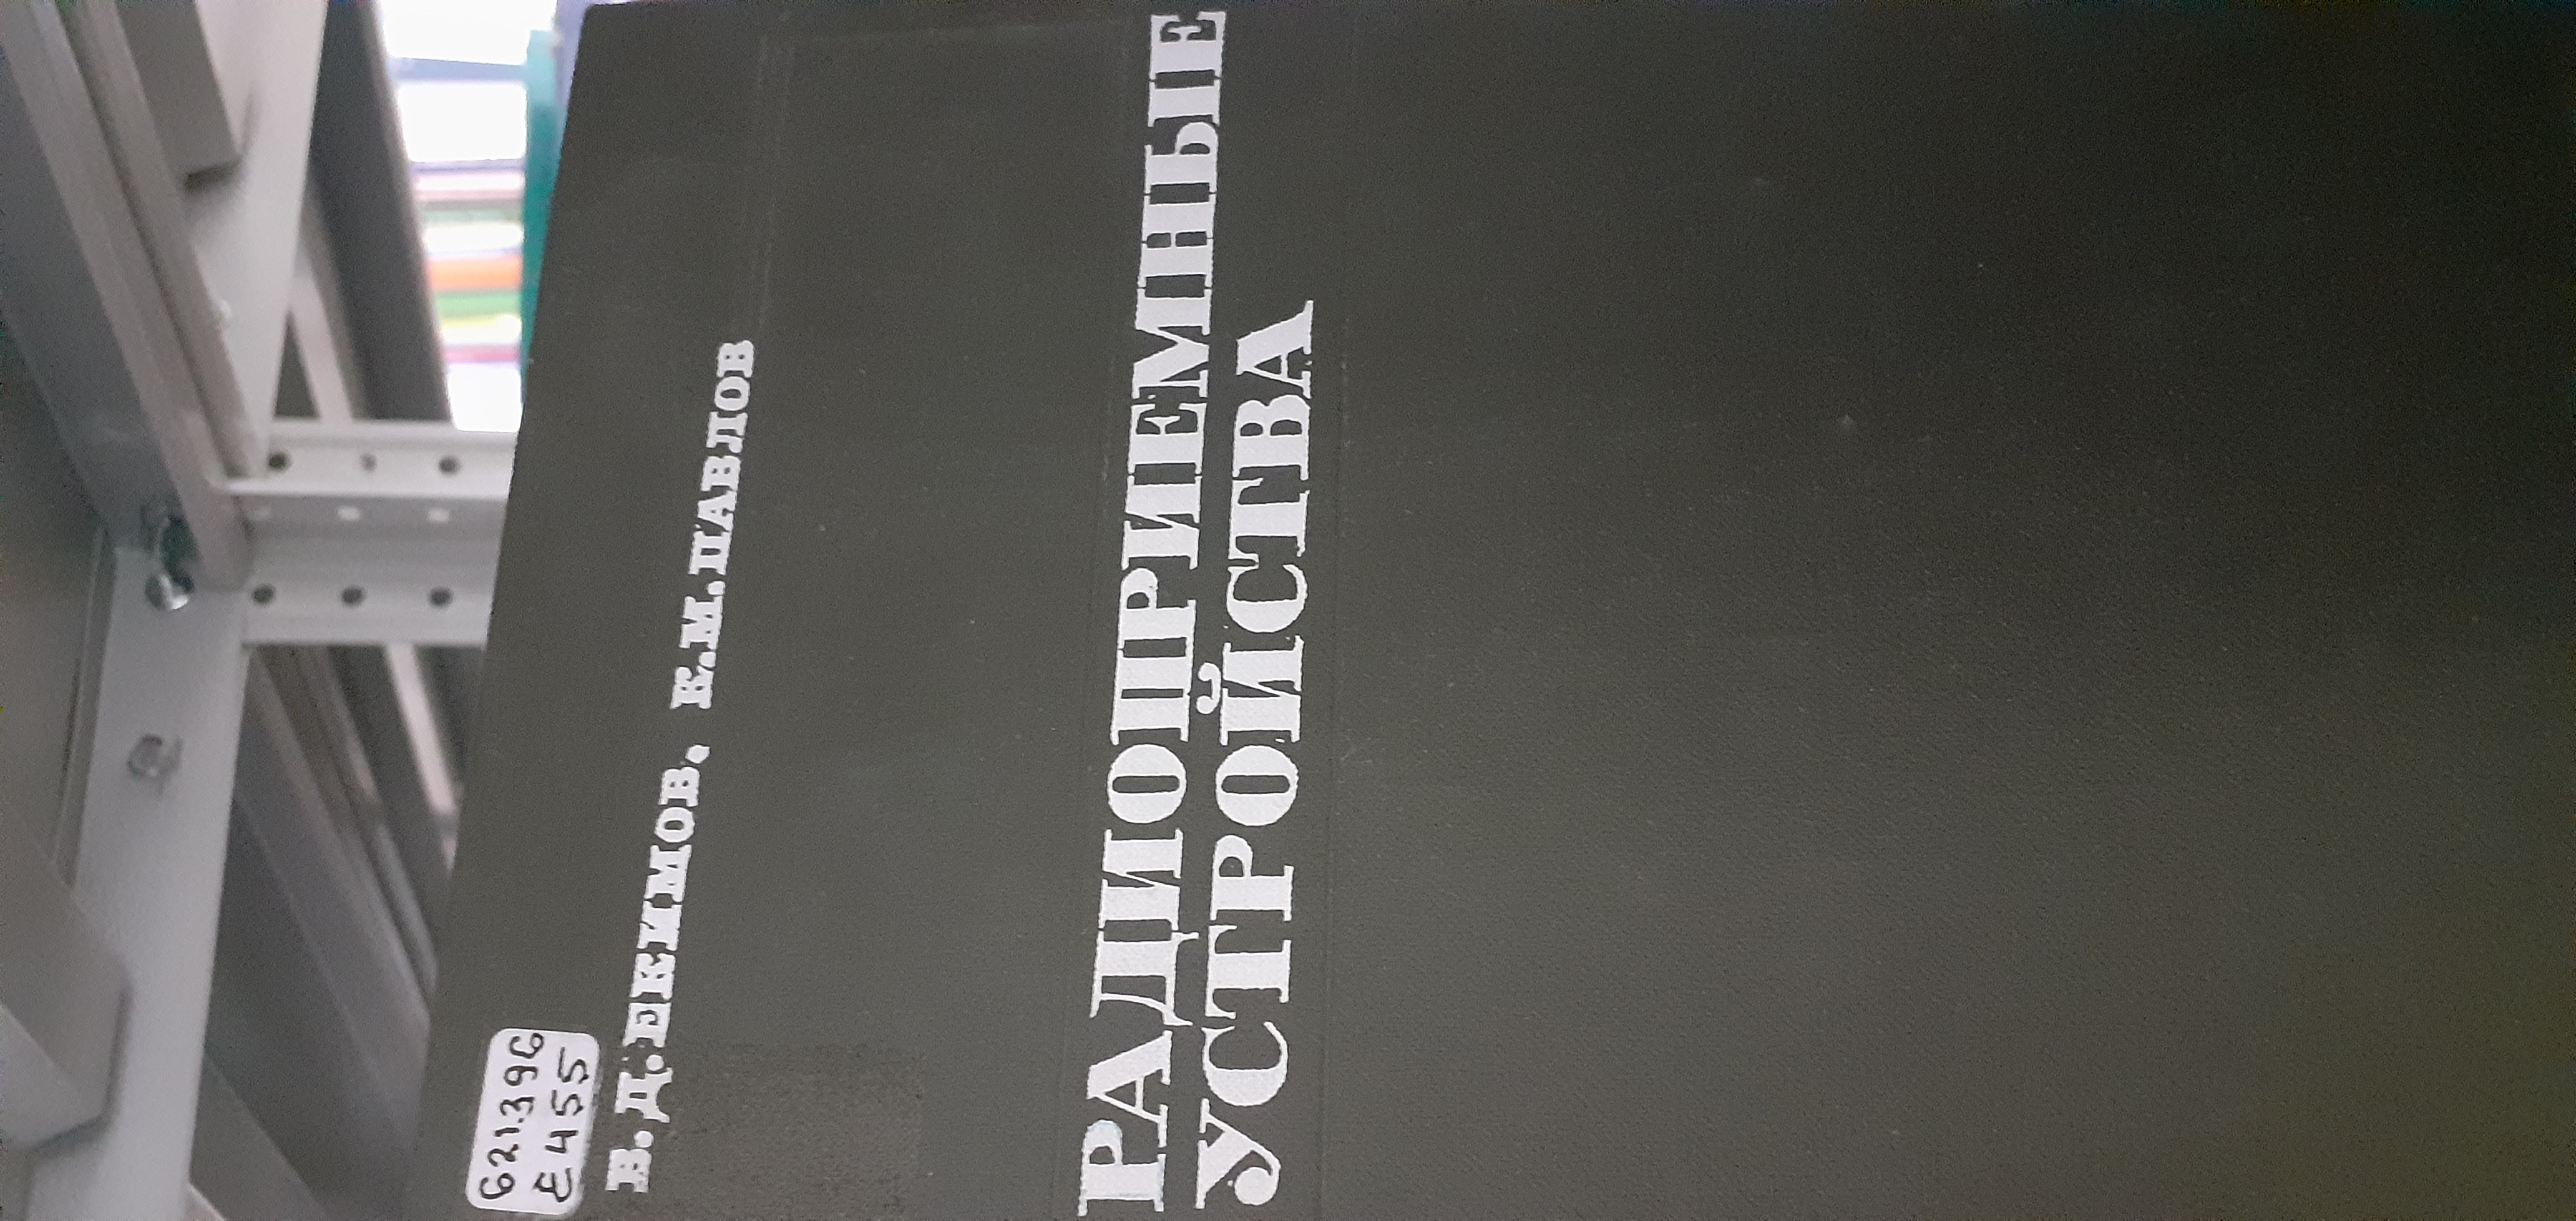 621.396
Е455
В.Д.ЕКИМОВ. К.М.ПАВЛОВ
РАДИОПРИЕМНЫЕ
УСТРОЙСТВА